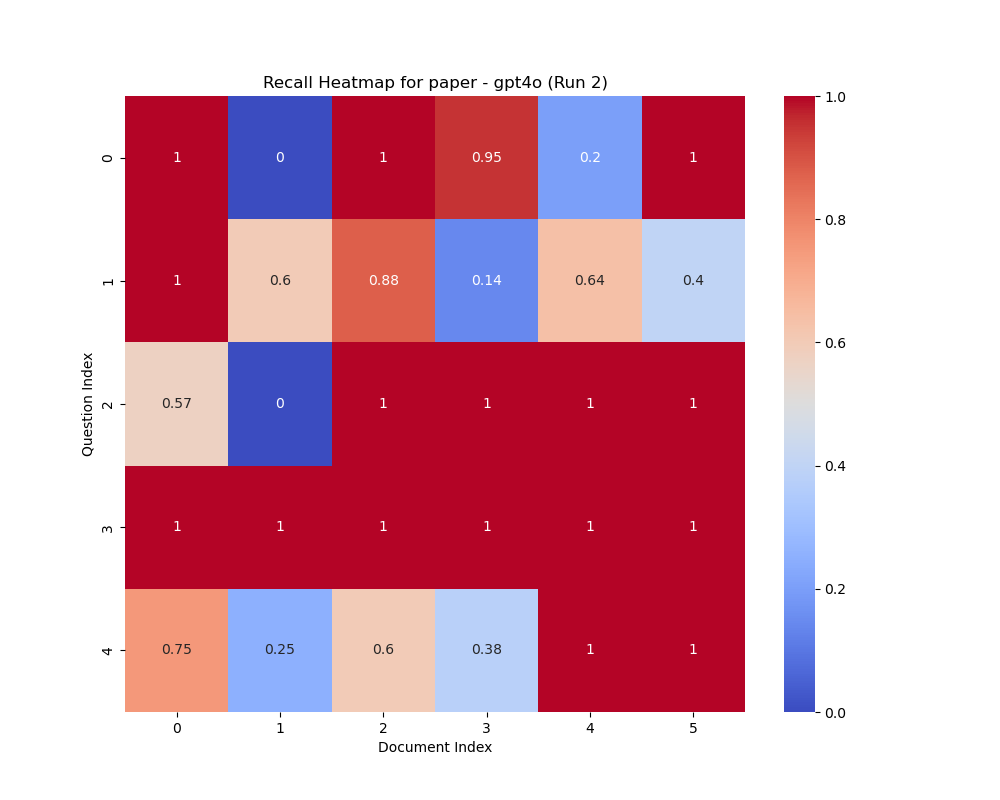 Recall Heatmap for paper - gpt4o (Run 2)
1.0
0 1 0 1 0.95 0.2 1
0.8
1 1 0.6 0.88 0.14 0.64 0.4
0.6
Question Index
2 0.57 0 1 1 1 1
0.4
3 1 1 1 1 1 1
0.2
4 0.75 0.25 0.6 0.38 1 1
0.0
0 1 2 3 4 5
Document Index